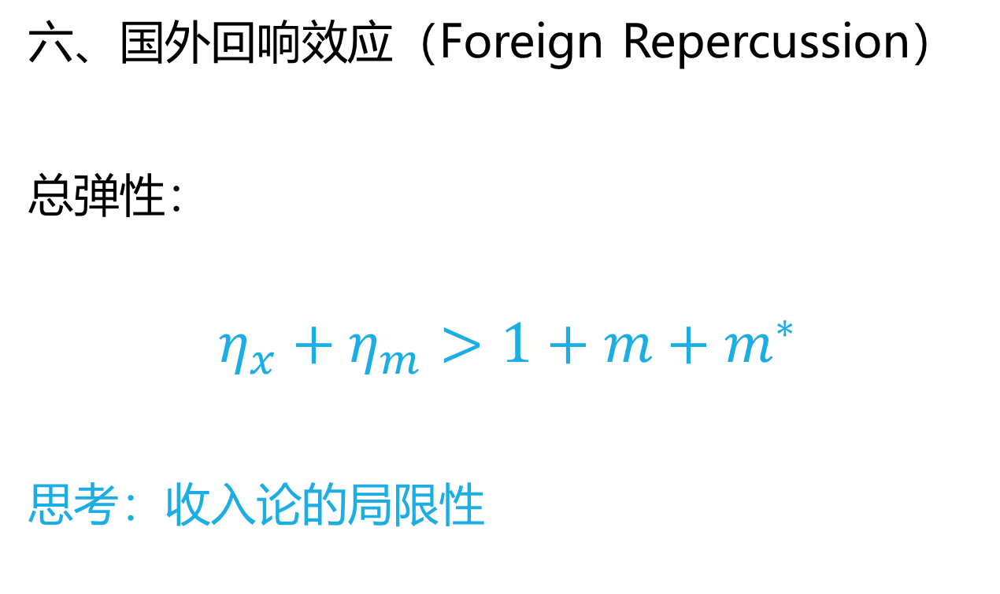 六、国外回响效应（Foreign Repercussion）
总弹性：
ηₓ + ηₘ > 1 + m + m*
思考：收入论的局限性